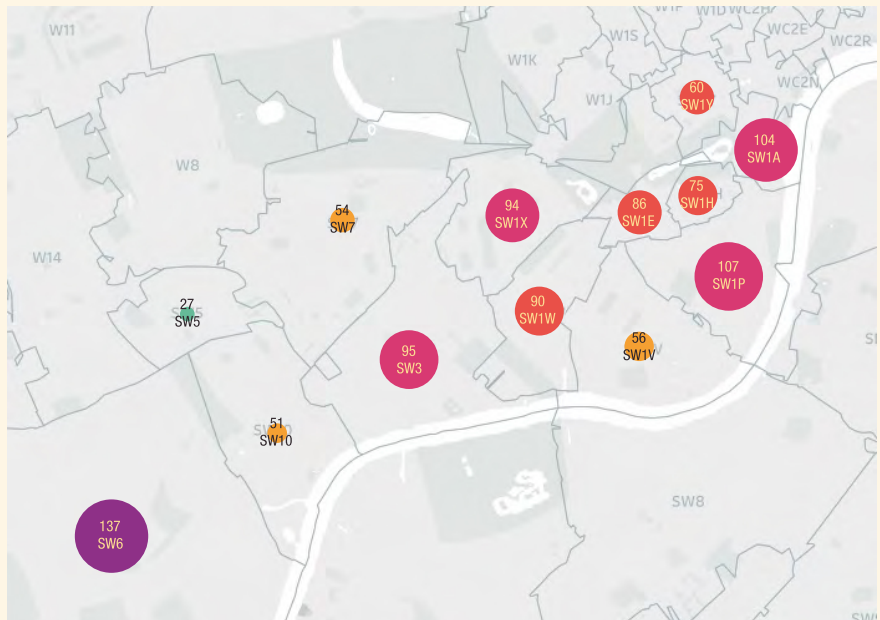 W1F
W1D
WC2H
W11
W1S
WC2E
WC2R
W1K
WC2N
W1J
60
SW1Y
104
SW1A
W8
75
SW1H
54
SW7
94
SW1X
86
SW1E
W14
107
SW1P
27
SW5
90
SW1W
56
SW1V
95
SW3
51
SW10
SW8
137
SW6